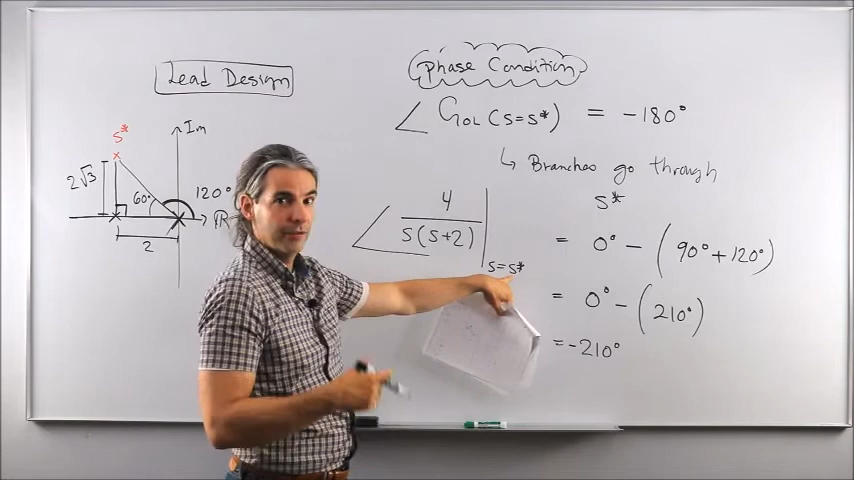 Lead Design
Phase Condition
∠ G_OL (s=s*) = -180°
↳ Branches go through
s*
s*
x
Im
2√3
60°
120°
R
2
∠ 4 / s(s+2) | s=s*
= 0° - (90° + 120°)
= 0° - (210°)
= -210°